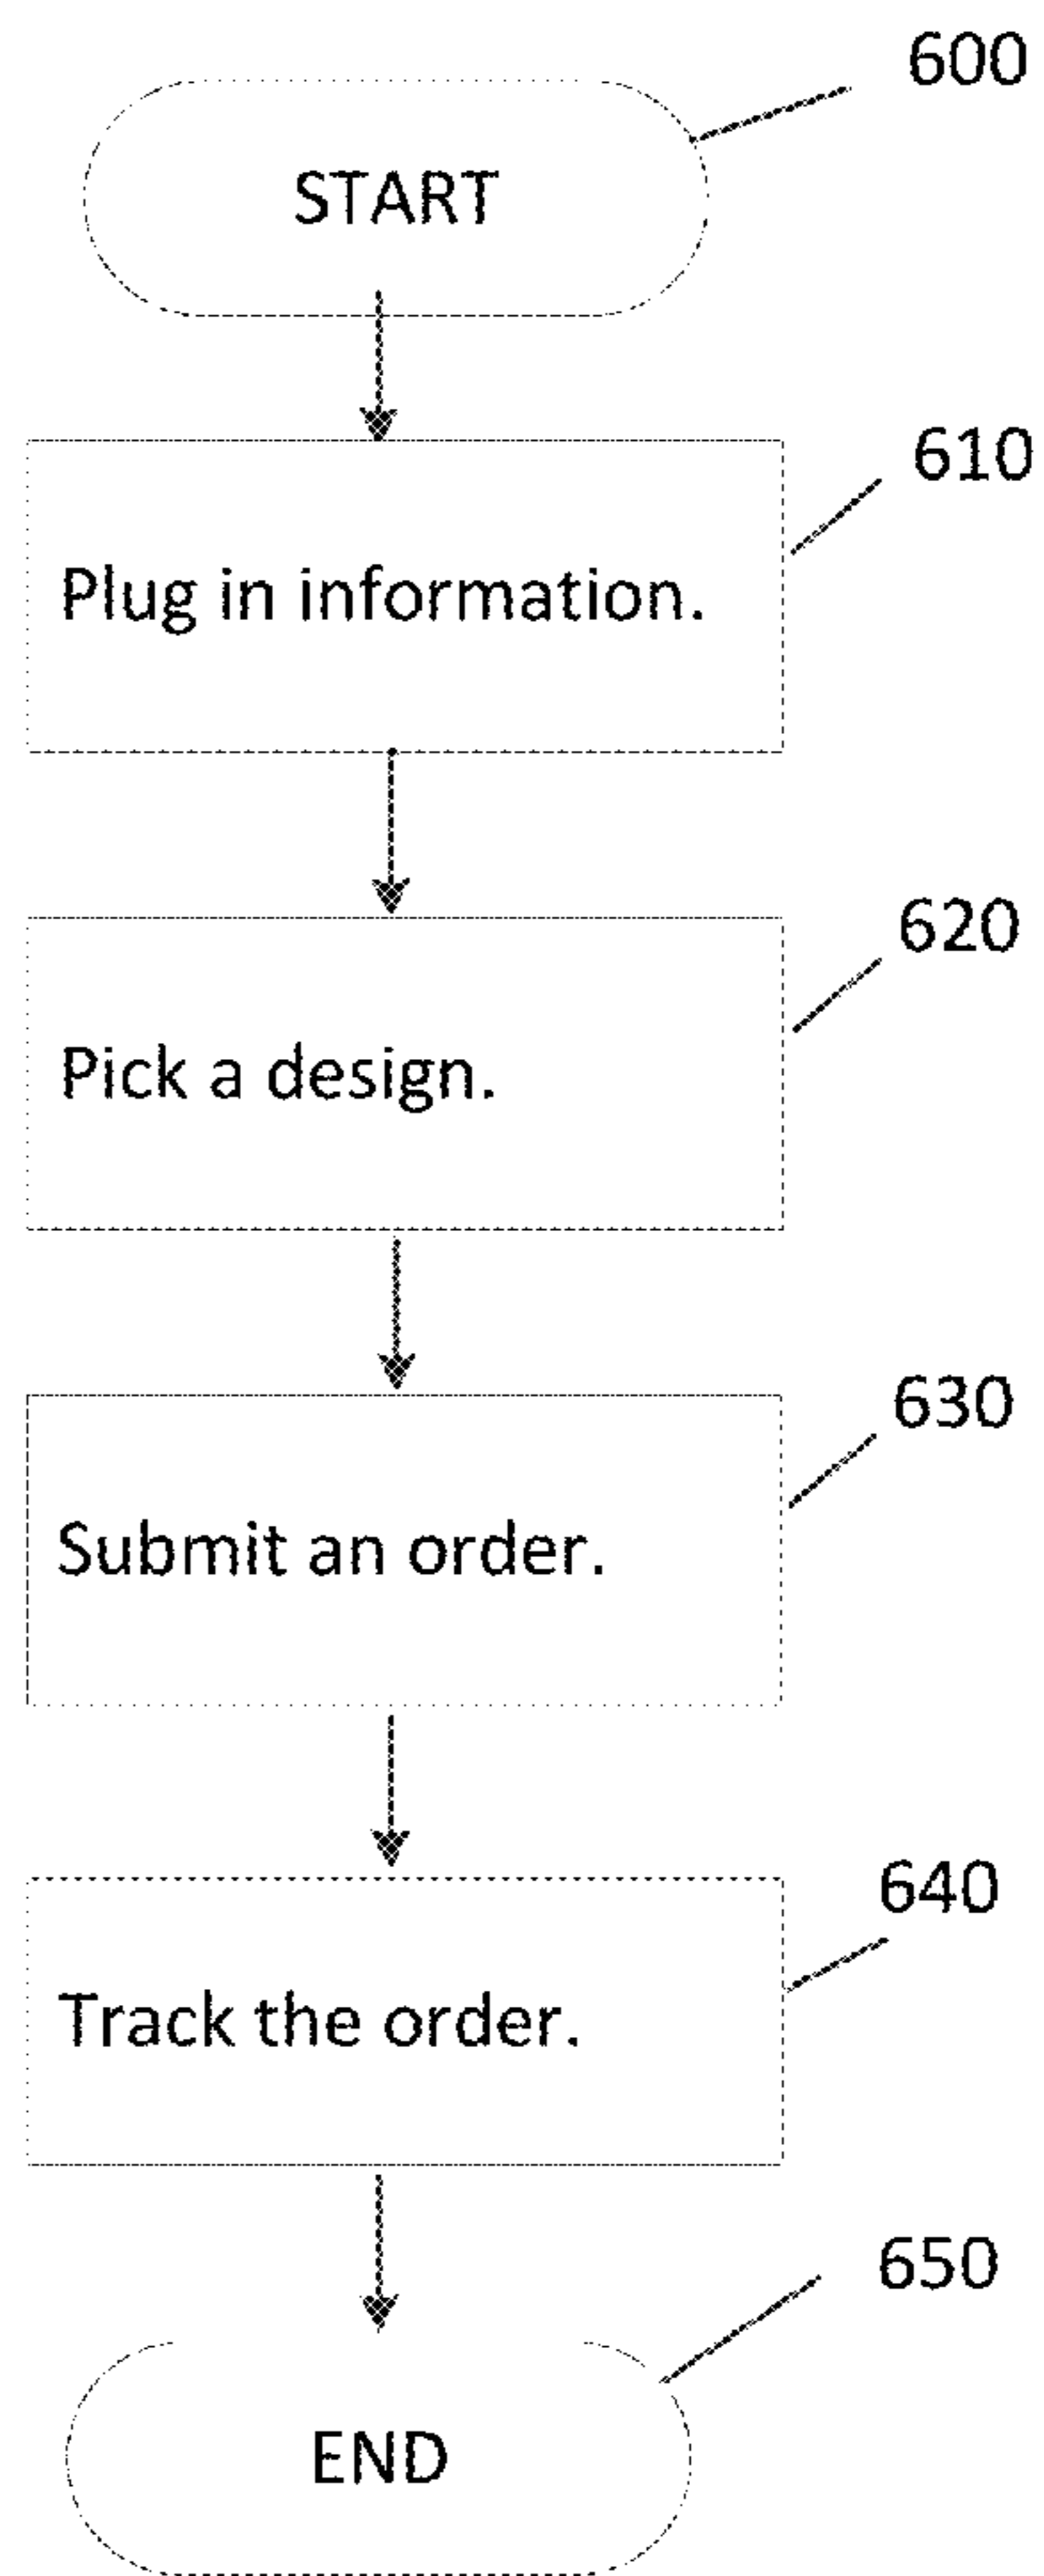 600
START
610
Plug in information.
620
Pick a design.
630
Submit an order.
640
Track the order.
650
END